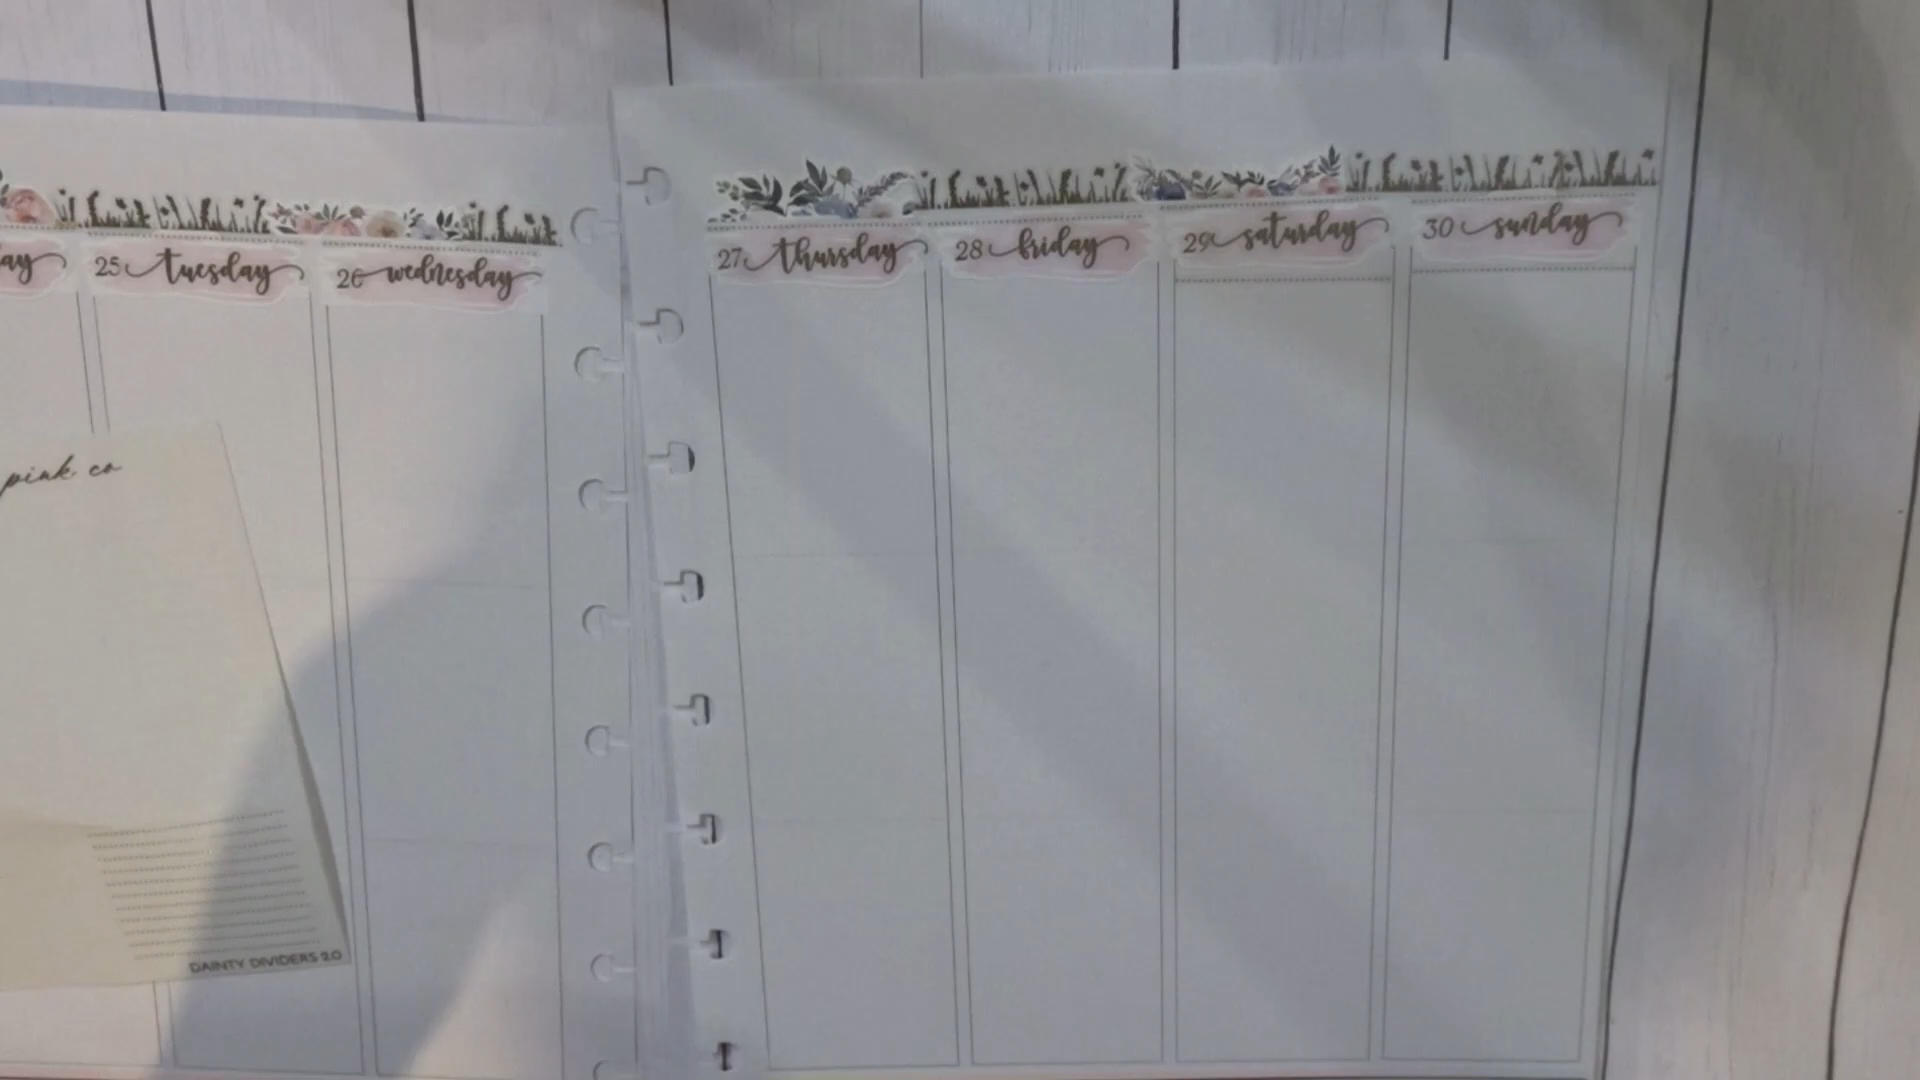 ay
25 tuesday
26 wednesday
27 thursday
28 friday
29 saturday
30 sunday
pink co
DAINTY DIVIDERS 2.0